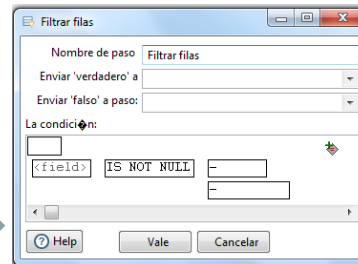 Filtrar filas
Nombre de paso Filtrar filas
Enviar 'verdadero' a
Enviar 'falso' a paso:
La condici�n:
<field> IS NOT NULL –
–
Help Vale Cancelar